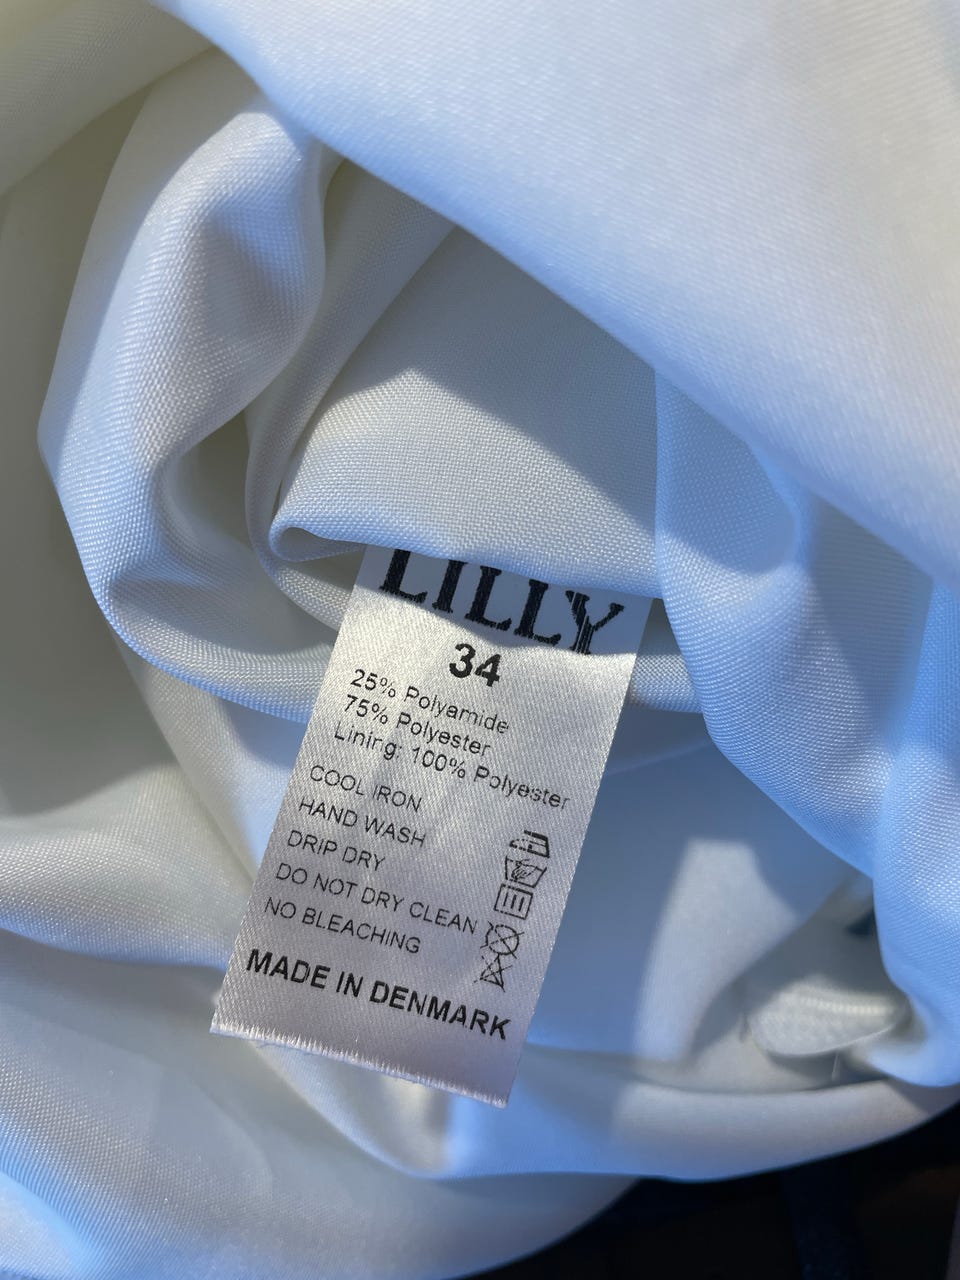 LILLY
34
25% Polyamide
75% Polyester
Lining: 100% Polyester
COOL IRON
HAND WASH
DRIP DRY
DO NOT DRY CLEAN
NO BLEACHING
MADE IN DENMARK